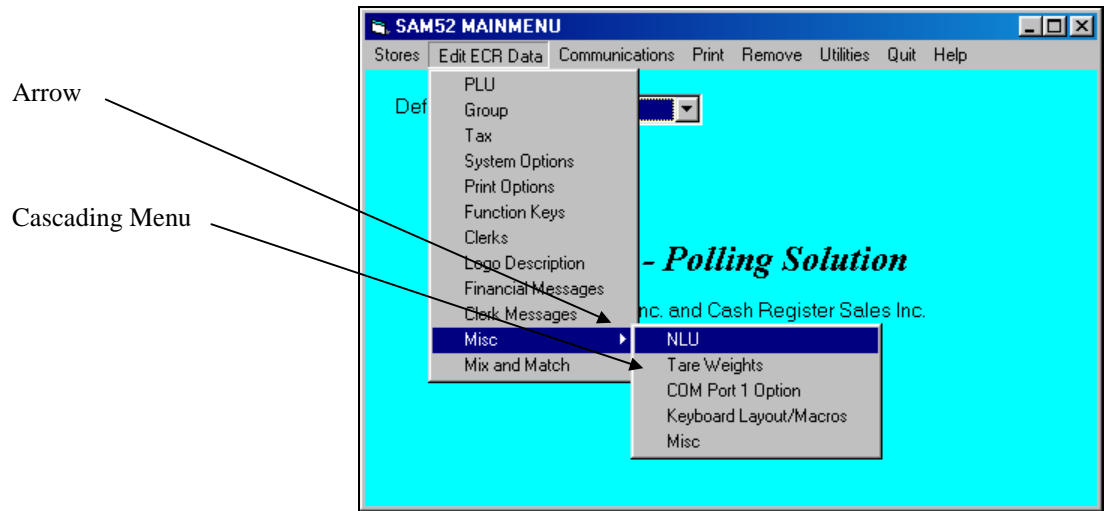 SAM52 MAINMENU
Stores Edit ECR Data Communications Print Remove Utilities Quit Help
Arrow
PLU
Def
Group
Tax
System Options
Print Options
Function Keys
Cascading Menu
Clerks
Logo Description
- Polling Solution
Financial Messages
Clerk Messages
nc. and Cash Register Sales Inc.
Misc
NLU
Mix and Match
Tare Weights
COM Port 1 Option
Keyboard Layout/Macros
Misc